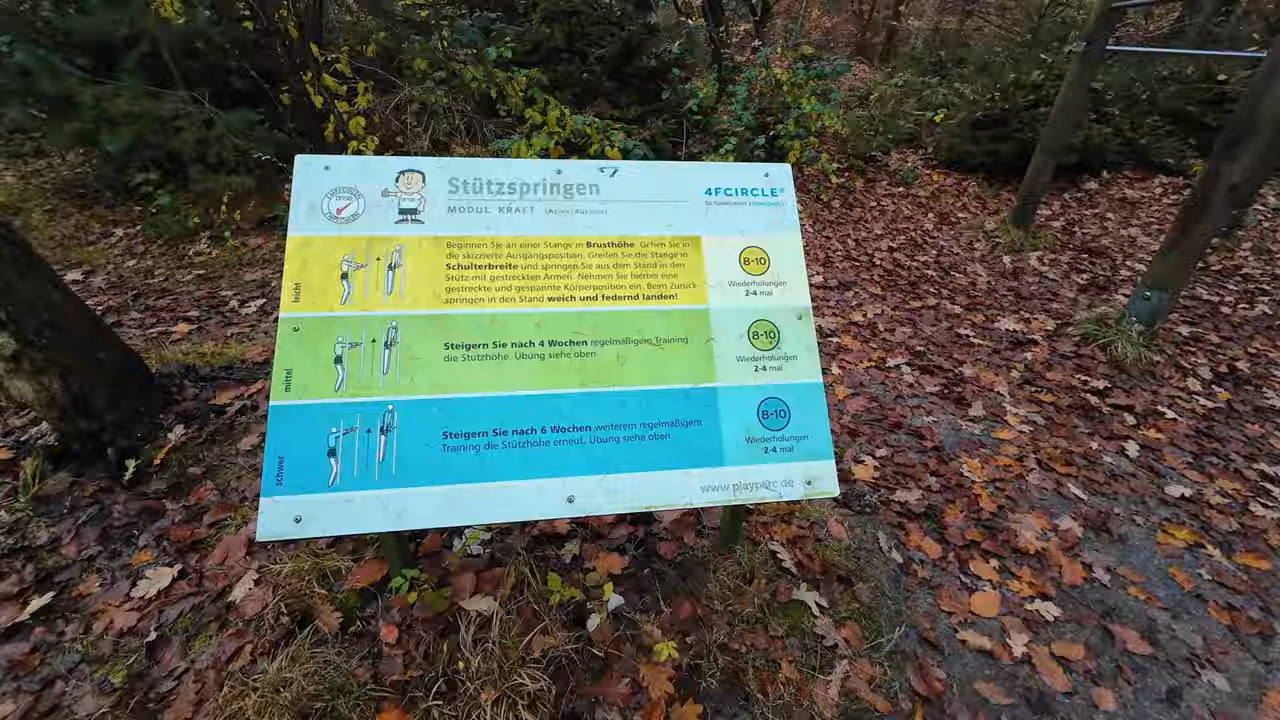 Stützspringen
MODUL KRAFT (Arme/Rücken)
4FCIRCLE®
EMPFOHLEN
EMPFOHLEN
leicht
Beginnen Sie an einer Stange in Brusthöhe. Gehen Sie in
die skizzierte Ausgangsposition. Greifen Sie die Stange in
Schulterbreite und springen Sie aus dem Stand in den
Stütz mit gestreckten Armen. Nehmen Sie hierbei eine
gestreckte und gespannte Körperposition ein. Beim Zurück-
springen in den Stand weich und federnd landen!
8-10
Wiederholungen
2-4 mal
mittel
Steigern Sie nach 4 Wochen regelmäßigem Training
die Stützhöhe. Übung siehe oben
8-10
Wiederholungen
2-4 mal
schwer
Steigern Sie nach 6 Wochen weiterem regelmäßigem
Training die Stützhöhe erneut. Übung siehe oben.
8-10
Wiederholungen
2-4 mal
www.playparc.de